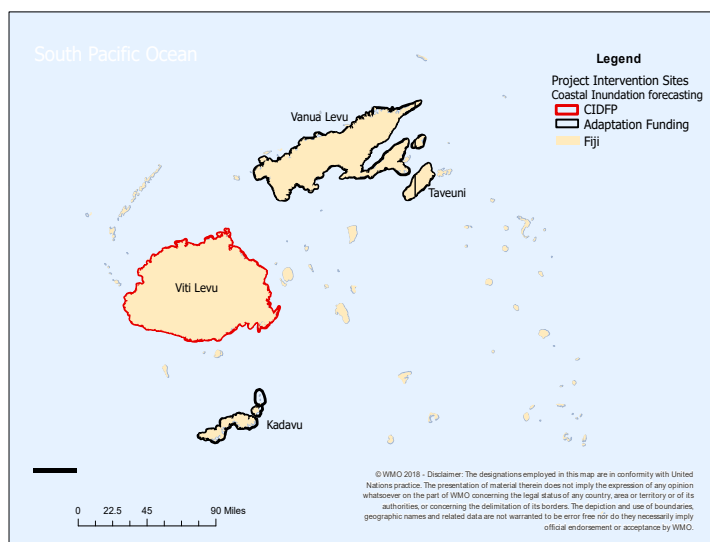 South Pacific Ocean
Legend
Project Intervention Sites
Coastal Inundation forecasting
CIDFP
Adaptation Funding
Fiji
Vanua Levu
Taveuni
Viti Levu
Kadavu
0 22.5 45 90 Miles
© WMO 2018 - Disclaimer: The designations employed in this map are in conformity with United
Nations practice. The presentation of material therein does not imply the expression of any opinion
whatsoever on the part of WMO concerning the legal status of any country, area or territory or of its
authorities, or concerning the delimitation of its borders. The depiction and use of boundaries,
geographic names and related data are not warranted to be error free nor do they necessarily imply
official endorsement or acceptance by WMO.